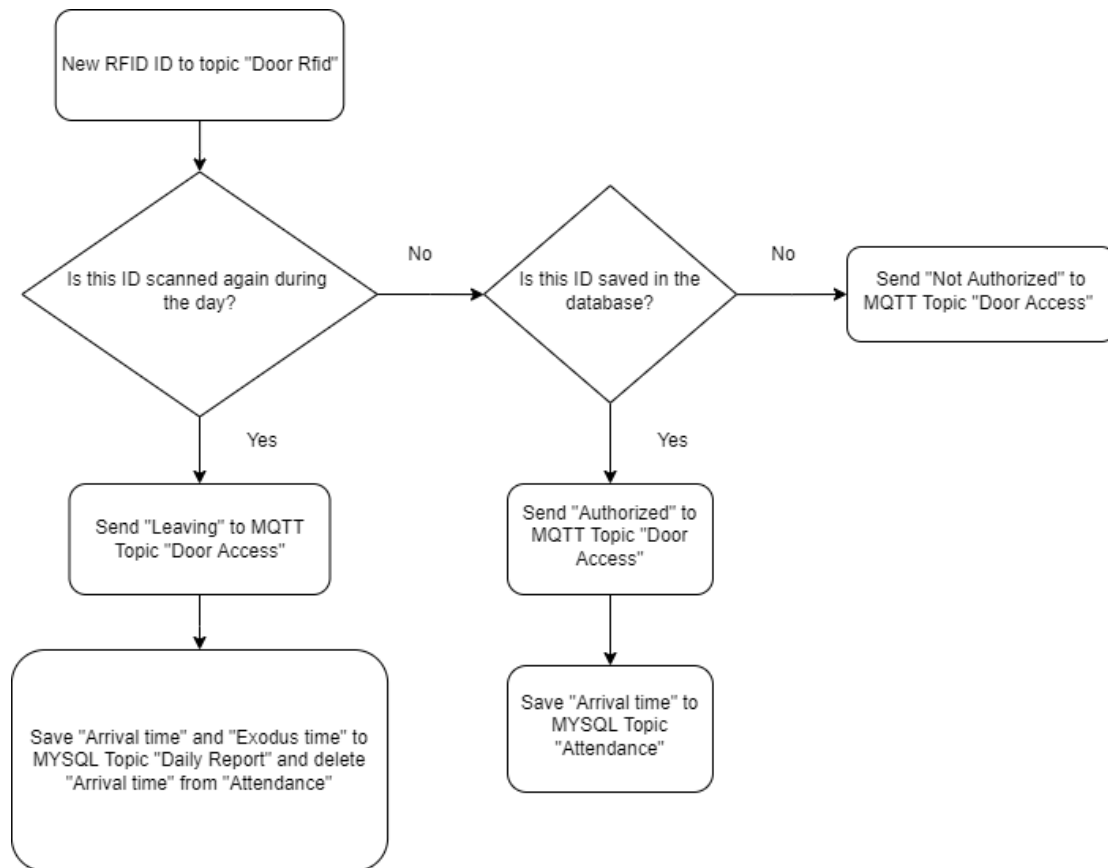 New RFID ID to topic "Door Rfid"
Is this ID scanned again during
the day?
No
Is this ID saved in the
database?
No
Send "Not Authorized" to
MQTT Topic "Door Access"
Yes
Yes
Send "Leaving" to MQTT
Topic "Door Access"
Send "Authorized" to
MQTT Topic "Door
Access"
Save "Arrival time" and "Exodus time" to
MYSQL Topic "Daily Report" and delete
"Arrival time" from "Attendance"
Save "Arrival time" to
MYSQL Topic
"Attendance"